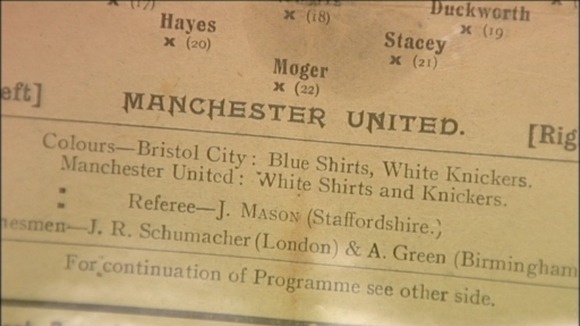 (17)
(18)
Duckworth
Hayes
x (19
x (20)
Stacey
x (21)
Moger
x (22)
eft]
MANCHESTER UNITED.
[Rig
Colours—Bristol City: Blue Shirts, White Knickers.
Manchester United: White Shirts and Knickers.
Referee—J. MASON (Staffordshire.)
nesmen—J. R. Schumacher (London) & A. Green (Birmingham
For continuation of Programme see other side.